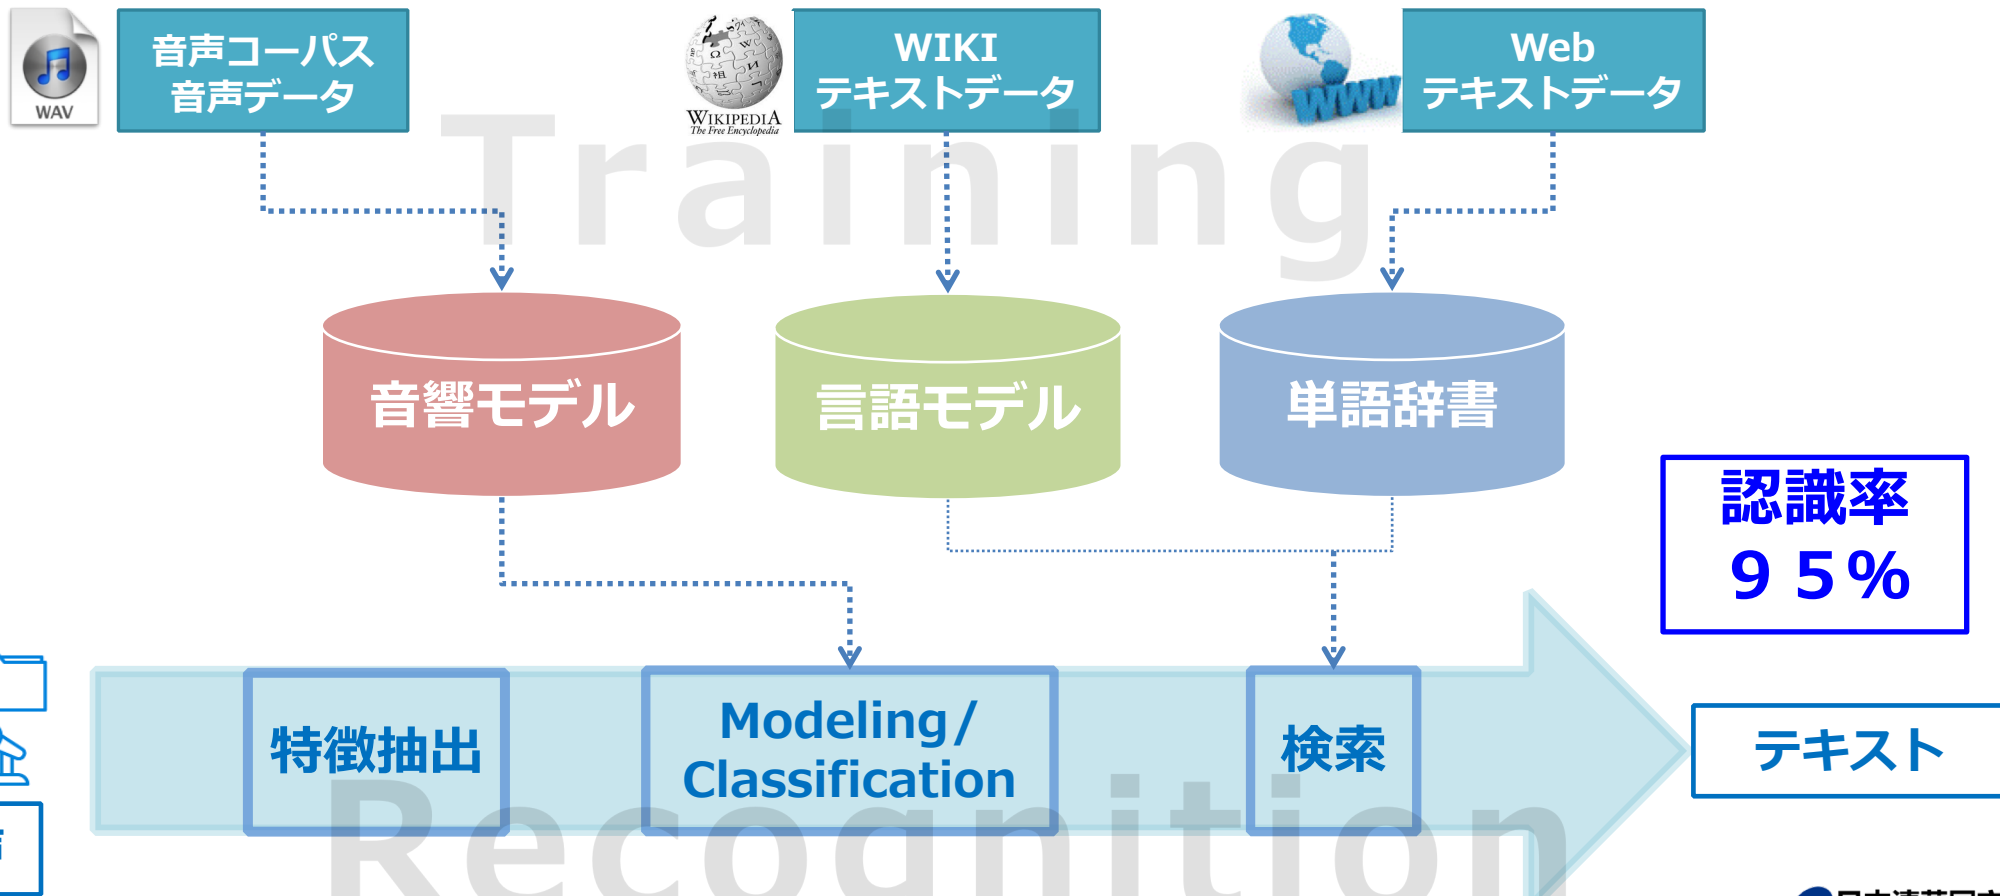 音声コーパス
音声データ
WAV
WIKI
テキストデータ
WIKIPEDIA
The Free Encyclopedia
Web
テキストデータ
WWW
Training
音響モデル
言語モデル
単語辞書
認識率
９５％
特徴抽出
Modeling/
Classification
検索
テキスト
Recognition